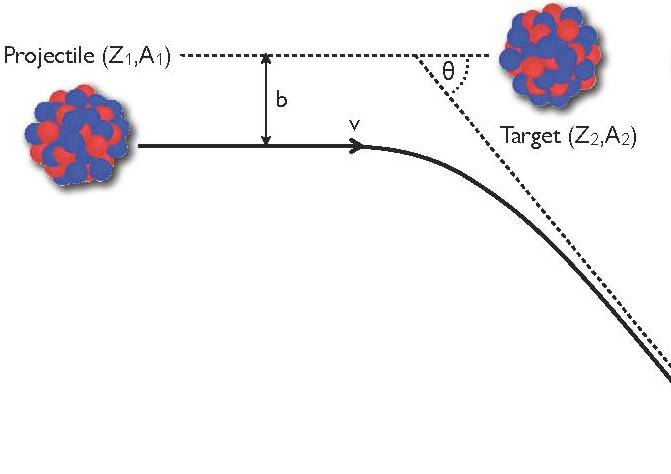 Projectile (Z₁,A₁)
b
v
θ
Target (Z₂,A₂)